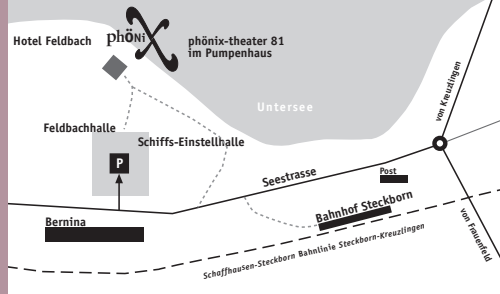 Hotel Feldbach
phöNiX
phönix-theater 81
im Pumpenhaus
von Kreuzlingen
Untersee
Feldbachhalle
Schiffs-Einstellhalle
P
Seestrasse
Post
Bahnhof Steckborn
Bernina
von Frauenfeld
Schaffhausen-Steckborn Bahnlinie Steckborn-Kreuzlingen